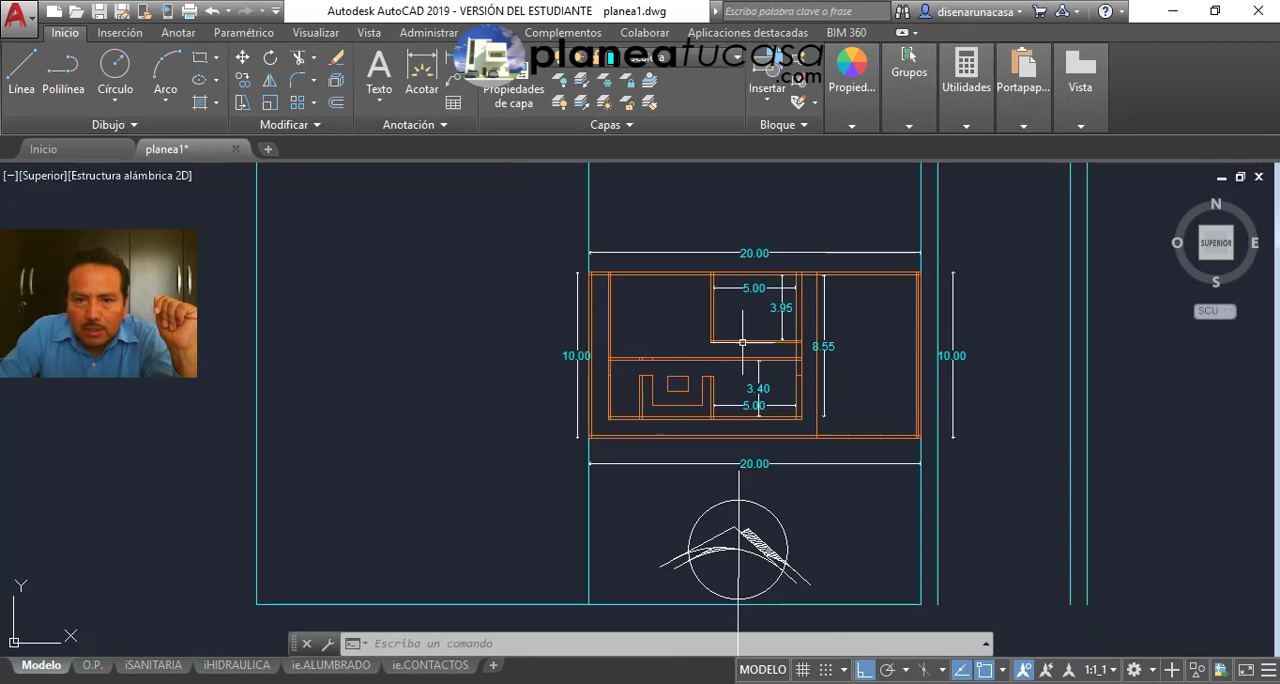 Autodesk AutoCAD 2019 - VERSIÓN DEL ESTUDIANTE planea1.dwg
Escriba palabra clave o frase
disenarunacasa
Inicio Inserción Anotar Paramétrico Visualizar Vista Administrar Complementos Colaborar Aplicaciones destacadas BIM 360
planeatucasa
.com
Línea Polilínea Círculo Arco Texto Acotar Propiedades de capa Insertar Propied... Grupos Utilidades Portapap... Vista
Dibujo Modificar Anotación Capas Bloque
Inicio planea1*
[−][Superior][Estructura alámbrica 2D]
N
O SUPERIOR E
S
SCU
20.00
5.00
3.95
8.55
10.00 10.00
3.40
5.00
20.00
Y
X
Escriba un comando
Modelo O.P. iSANITARIA iHIDRAULICA ie.ALUMBRADO ie.CONTACTOS
MODELO 1:1_1